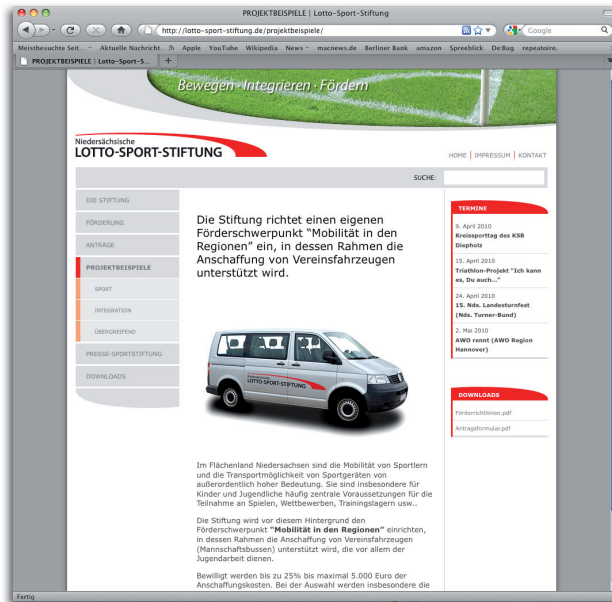 PROJEKTBEISPIELE | Lotto-Sport-Stiftung
http://lotto-sport-stiftung.de/projektbeispiele/
Google
Meistbesuchte Seit... Aktuelle Nachricht... Apple YouTube Wikipedia News macnews.de Berliner Bank amazon Spreeblick De:Bug repeatoire.
PROJEKTBEISPIELE | Lotto-Sport-S... +
Bewegen · Integrieren · Fördern
Niedersächsische
LOTTO-SPORT-STIFTUNG
HOME | IMPRESSUM | KONTAKT
SUCHE:
DIE STIFTUNG
FÖRDERUNG
ANTRÄGE
PROJEKTBEISPIELE
SPORT
INTEGRATION
ÜBERGREIFEND
PRESSE-SPORTSTIFTUNG
DOWNLOADS
Die Stiftung richtet einen eigenen
Förderschwerpunkt “Mobilität in den
Regionen” ein, in dessen Rahmen die
Anschaffung von Vereinsfahrzeugen
unterstützt wird.
Niedersächsische
LOTTO-SPORT-STIFTUNG
Im Flächenland Niedersachsen sind die Mobilität von Sportlern
und die Transportmöglichkeit von Sportgeräten von
außerordentlich hoher Bedeutung. Sie sind insbesondere für
Kinder und Jugendliche häufig zentrale Voraussetzungen für die
Teilnahme an Spielen, Wettbewerben, Trainingslagern usw..
Die Stiftung wird vor diesem Hintergrund den
Förderschwerpunkt “Mobilität in den Regionen” einrichten,
in dessen Rahmen die Anschaffung von Vereinsfahrzeugen
(Mannschaftsbussen) unterstützt wird, die vor allem der
Jugendarbeit dienen.
Bewilligt werden bis zu 25% bis maximal 5.000 Euro der
Anschaffungskosten. Bei der Auswahl werden insbesondere die
TERMINE
9. April 2010
Kreissporttag des KSB
Diepholz
15. April 2010
Triathlon-Projekt "Ich kann
es, Du auch..."
24. April 2010
15. Nds. Landesturnfest
(Nds. Turner-Bund)
2. Mai 2010
AWO rennt (AWO Region
Hannover)
DOWNLOADS
Förderrichtlinien.pdf
Antragsformular.pdf
Fertig